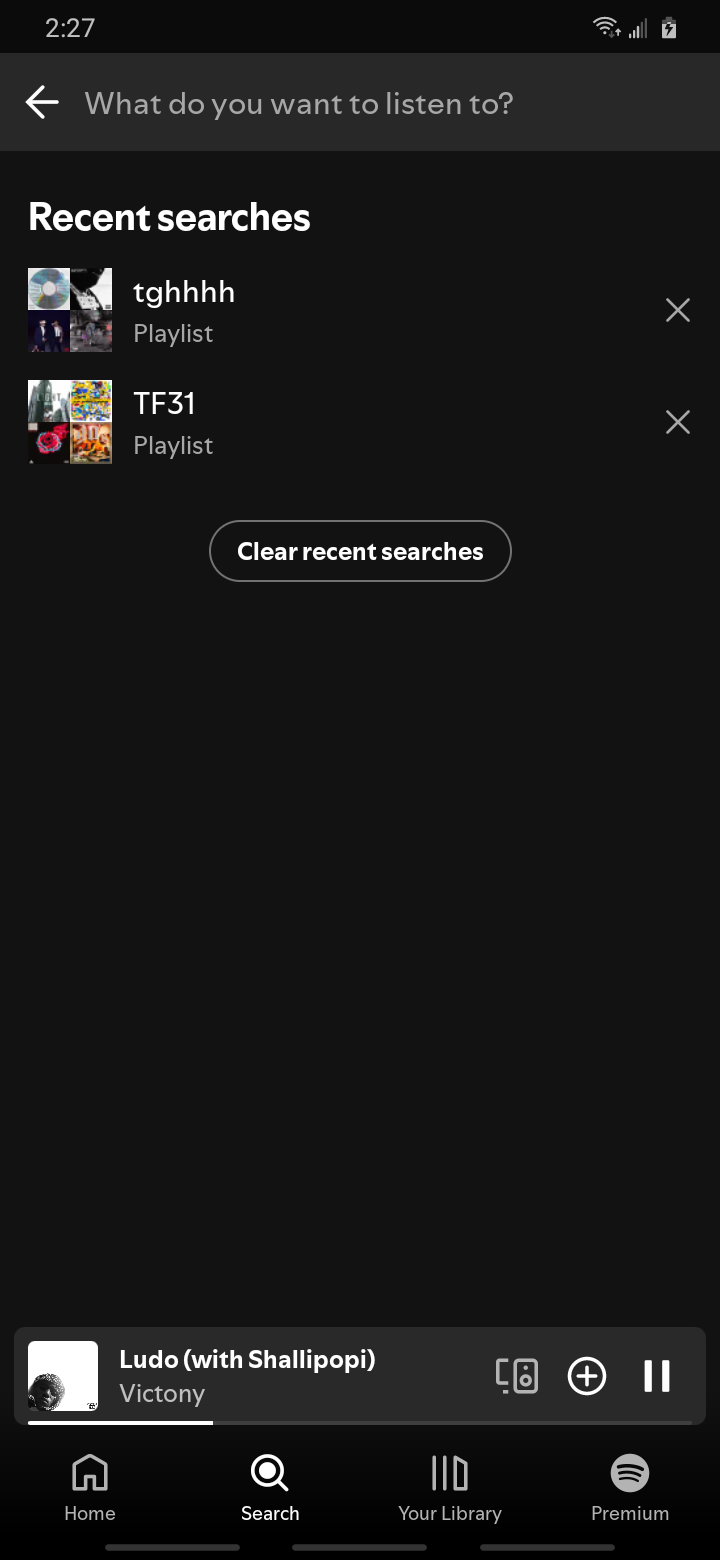 2:27
What do you want to listen to?
Recent searches
tghhhh
Playlist
TF31
Playlist
Clear recent searches
Ludo (with Shallipopi)
Victony
Home
Search
Your Library
Premium